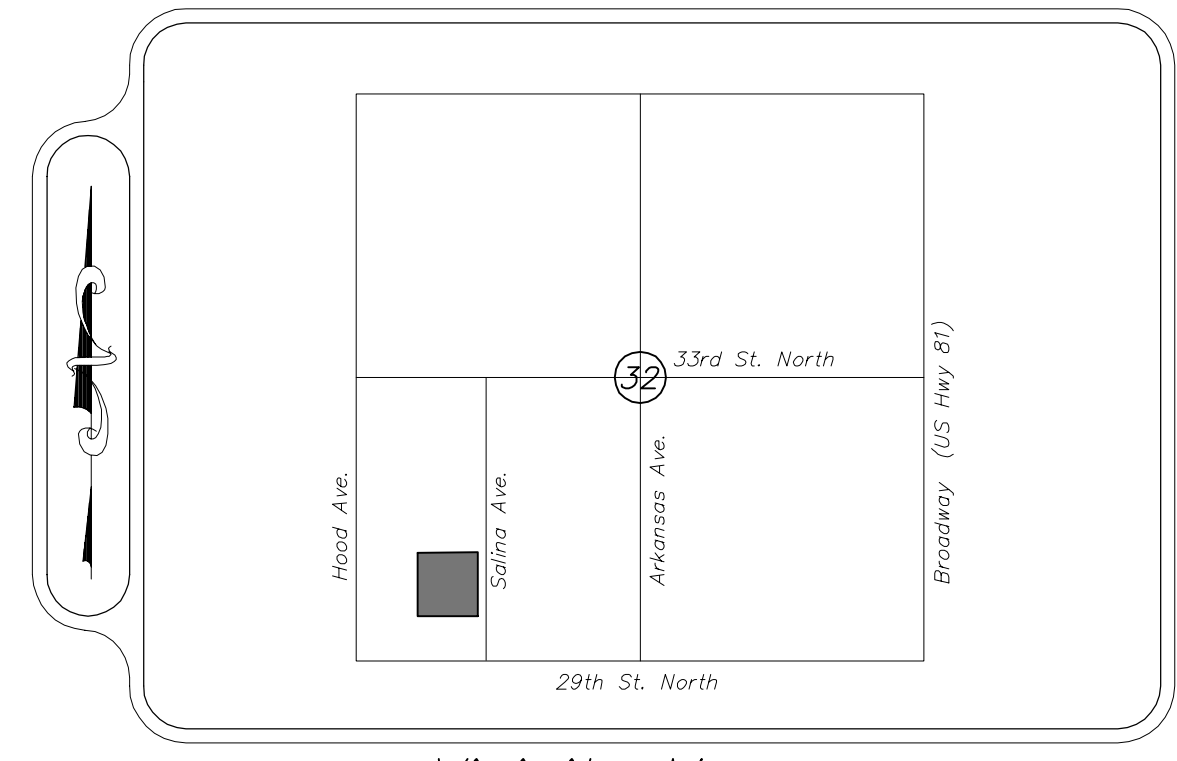 33rd St. North
32
Hood Ave.
Salina Ave.
Arkansas Ave.
Broadway (US Hwy 81)
29th St. North